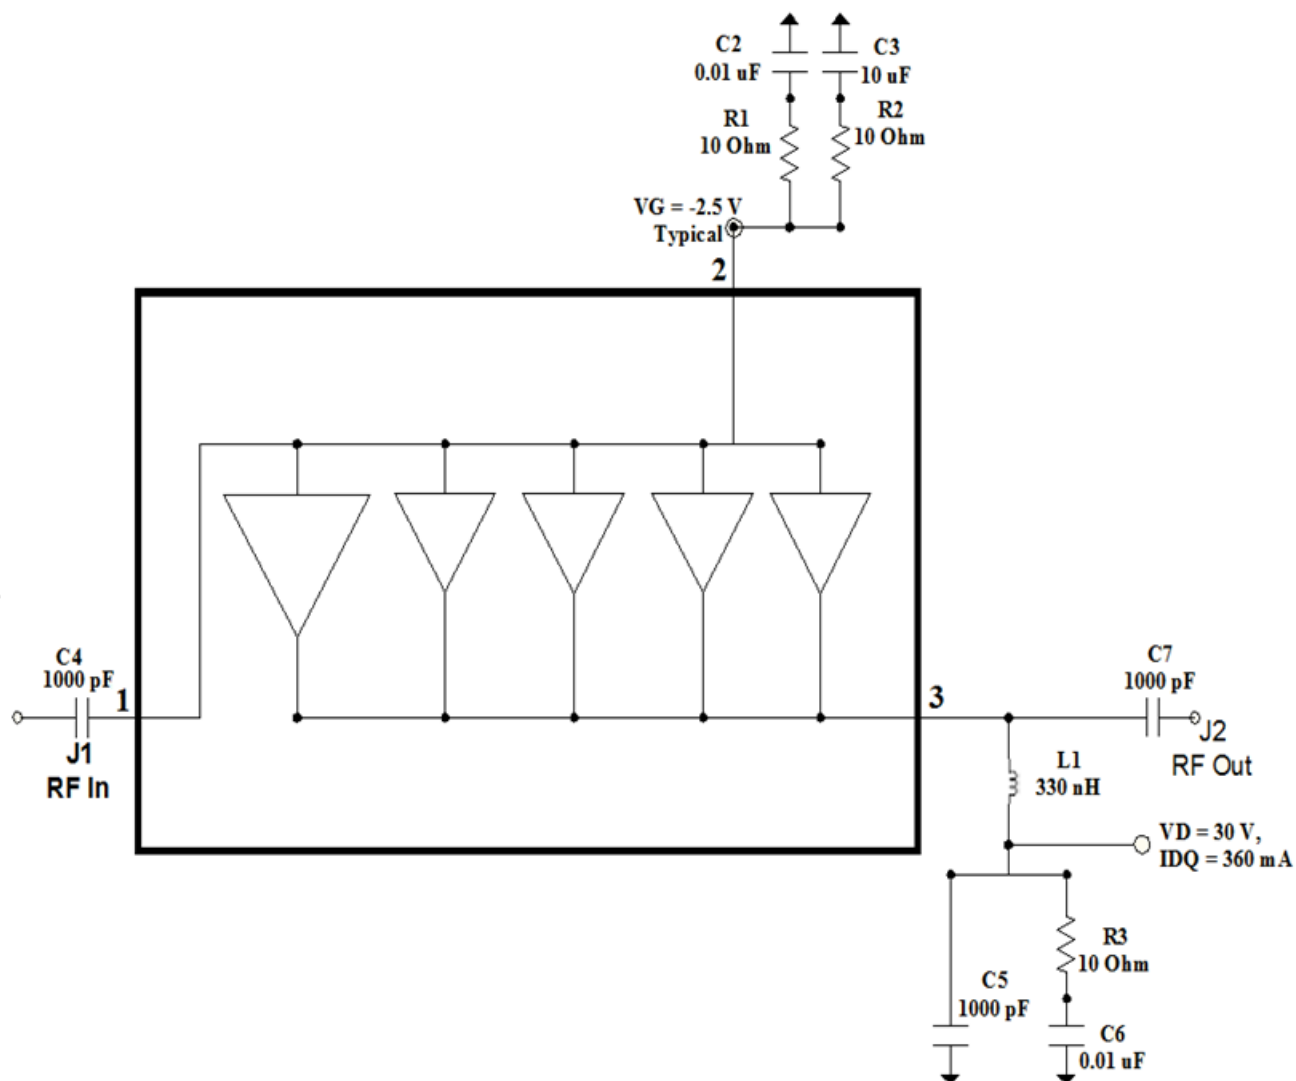 C2
0.01 uF
C3
10 uF
R1
10 Ohm
R2
10 Ohm
VG = -2.5 V
Typical
2
C4
1000 pF
1
J1
RF In
3
C7
1000 pF
J2
RF Out
L1
330 nH
VD = 30 V,
IDQ = 360 mA
R3
10 Ohm
C5
1000 pF
C6
0.01 uF